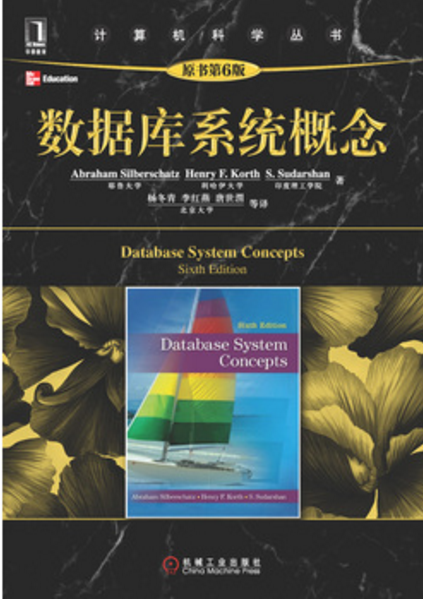 计算机科学丛书
Education
原书第6版
数据库系统概念
Abraham Silberschatz Henry F. Korth S. Sudarshan 著
耶鲁大学 利哈伊大学 印度理工学院
杨冬青 李红燕 唐世渭 等译
北京大学
Database System Concepts
Sixth Edition
Sixth Edition
Database System
Concepts
Abraham Silberschatz • Henry F. Korth • S. Sudarshan
机械工业出版社
China Machine Press